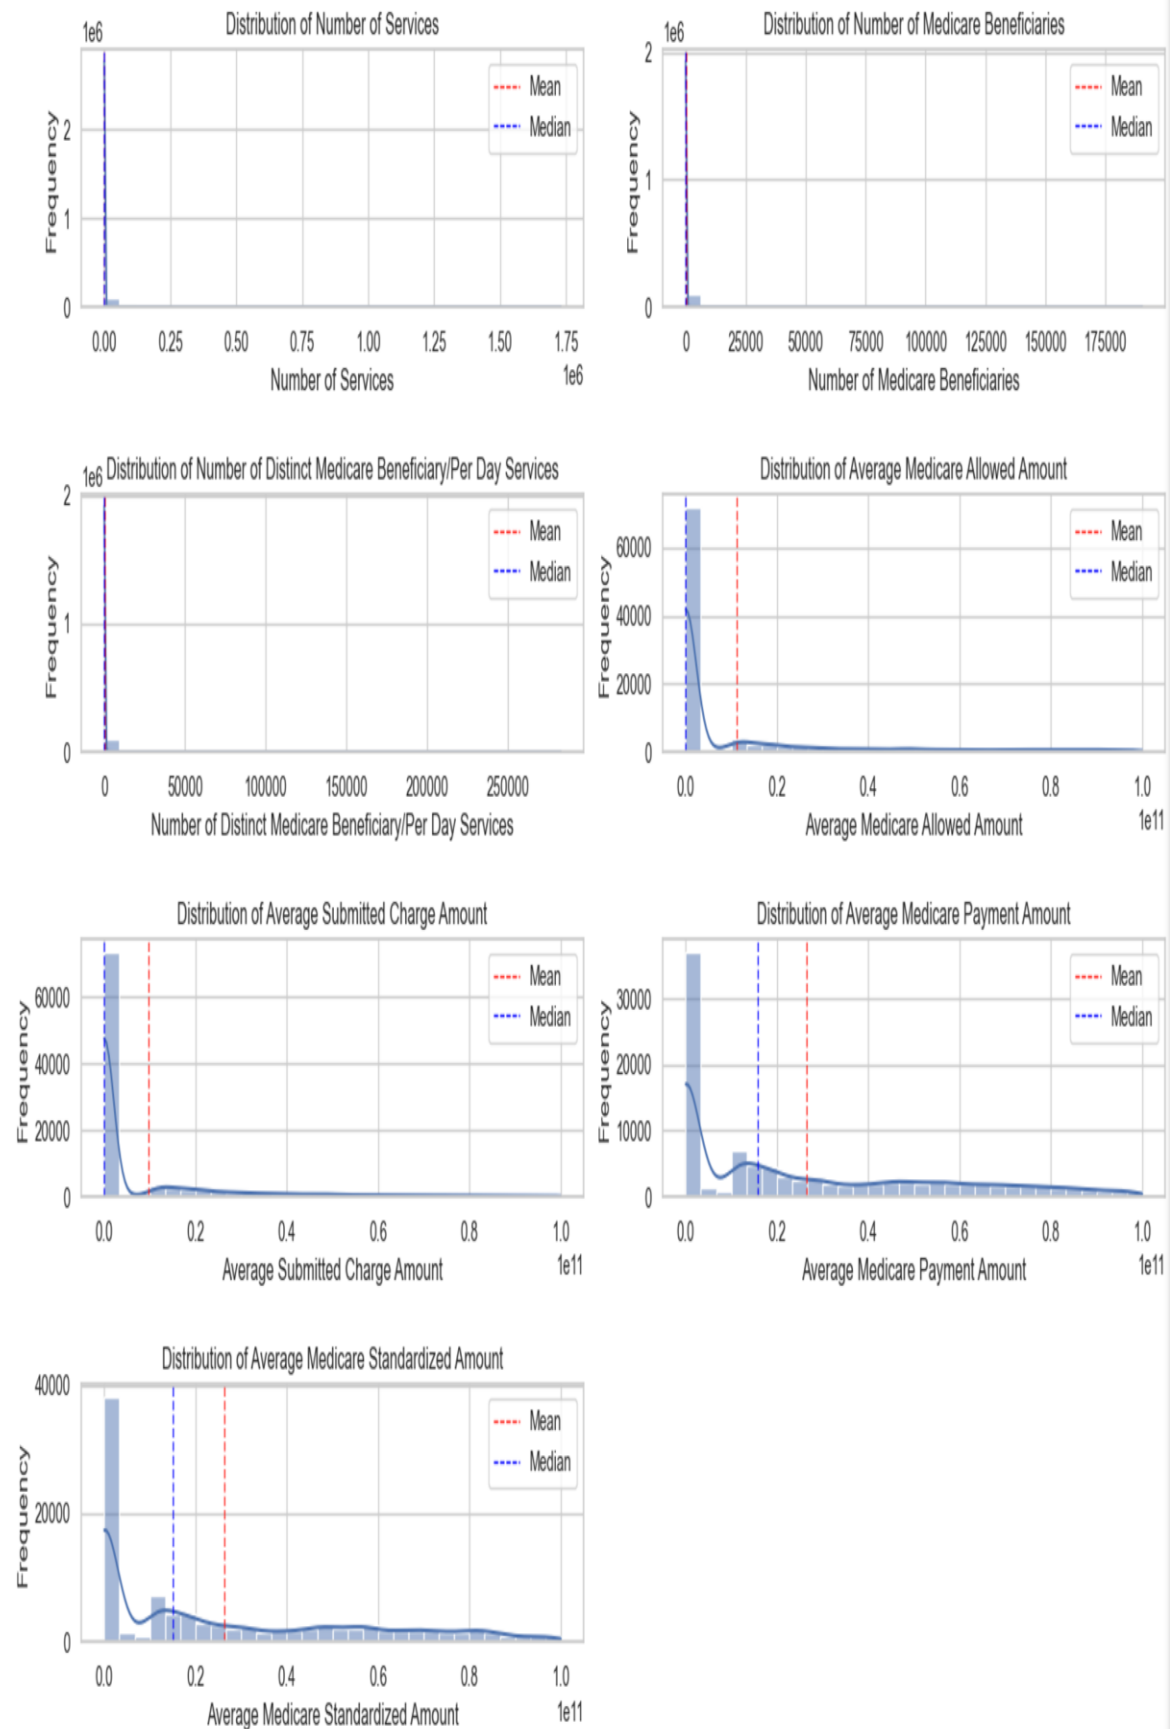 Distribution of Number of Services
1e6
Mean
Median
Frequency
2
1
0
0.00 0.25 0.50 0.75 1.00 1.25 1.50 1.75
Number of Services
1e6
Distribution of Number of Medicare Beneficiaries
1e6
Mean
Median
Frequency
2
1
0
0 25000 50000 75000 100000 125000 150000 175000
Number of Medicare Beneficiaries
1e6 Distribution of Number of Distinct Medicare Beneficiary/Per Day Services
Mean
Median
Frequency
2
1
0
0 50000 100000 150000 200000 250000
Number of Distinct Medicare Beneficiary/Per Day Services
Distribution of Average Medicare Allowed Amount
Mean
Median
Frequency
60000
40000
20000
0
0.0 0.2 0.4 0.6 0.8 1.0
1e11
Average Medicare Allowed Amount
Distribution of Average Submitted Charge Amount
Mean
Median
Frequency
60000
40000
20000
0
0.0 0.2 0.4 0.6 0.8 1.0
1e11
Average Submitted Charge Amount
Distribution of Average Medicare Payment Amount
Mean
Median
Frequency
30000
20000
10000
0
0.0 0.2 0.4 0.6 0.8 1.0
1e11
Average Medicare Payment Amount
Distribution of Average Medicare Standardized Amount
Mean
Median
Frequency
40000
20000
0
0.0 0.2 0.4 0.6 0.8 1.0
1e11
Average Medicare Standardized Amount